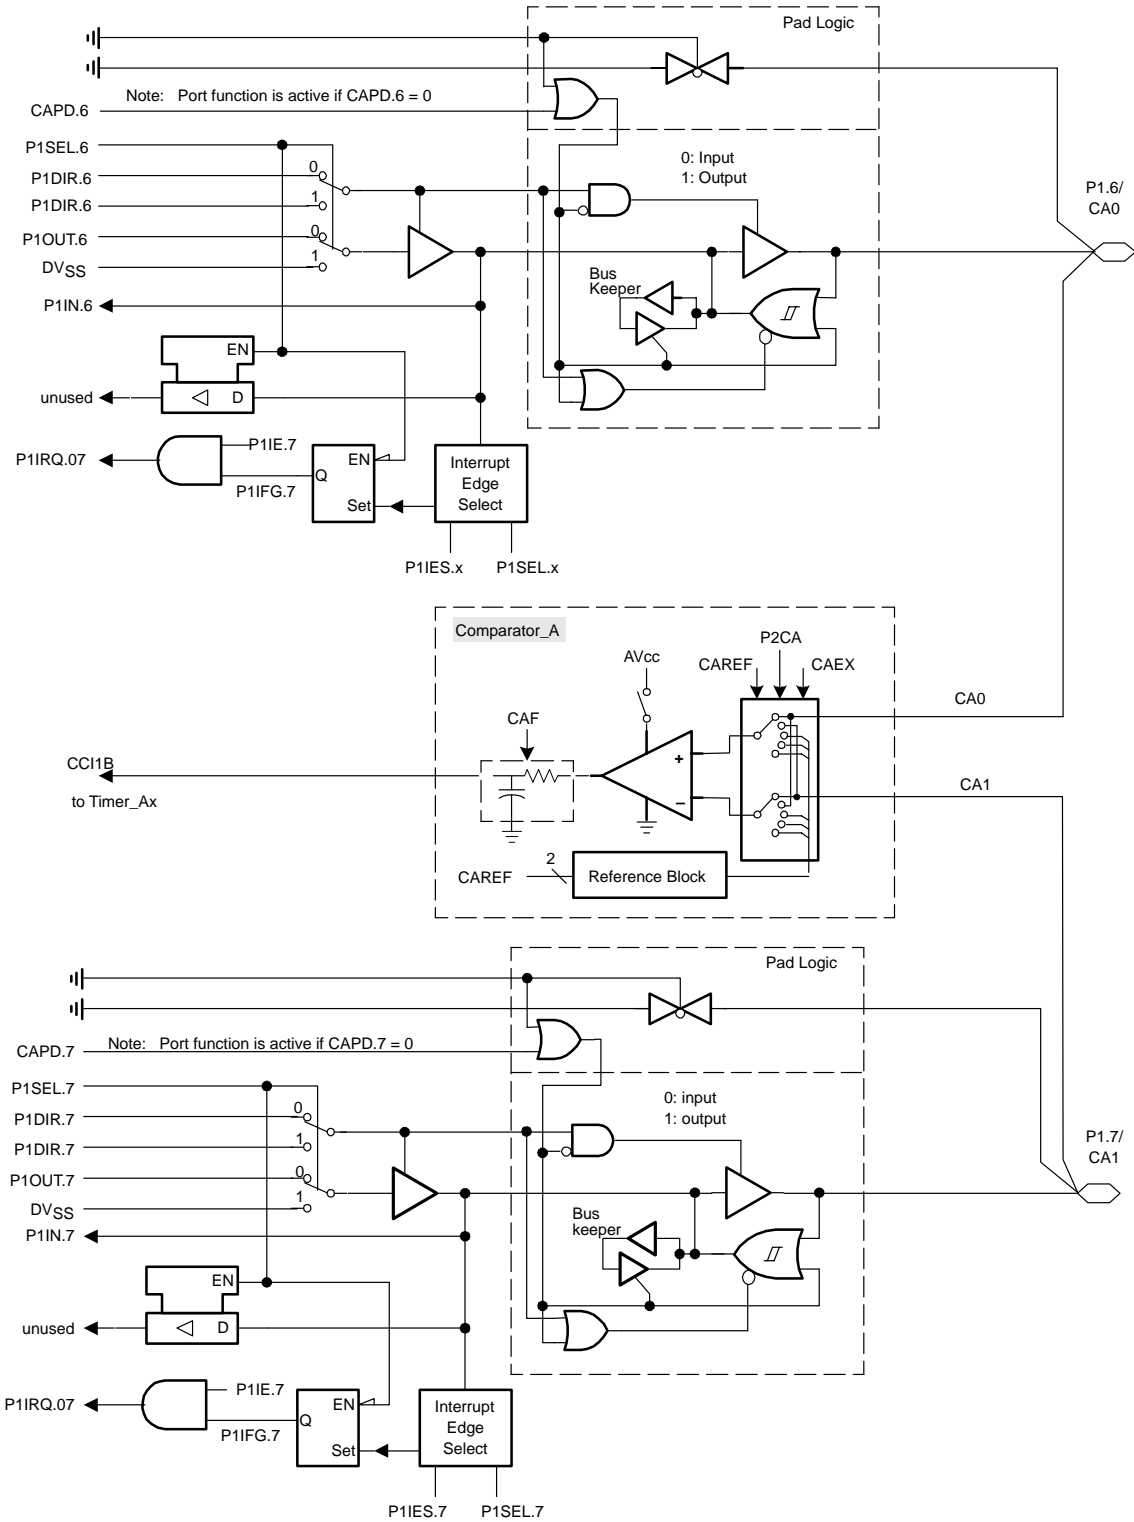 Pad Logic
Note: Port function is active if CAPD.6 = 0
CAPD.6
P1SEL.6
0: Input
1: Output
0
P1DIR.6
1
P1DIR.6
P1.6/
CA0
0
P1OUT.6
1
DVSS
Bus
Keeper
P1IN.6
EN
unused
D
P1IE.7
P1IRQ.07
P1IFG.7
EN
Q
Set
Interrupt
Edge
Select
P1IES.x
P1SEL.x
Comparator_A
P2CA
AVcc
CAREF
CAEX
CA0
CAF
+
CCI1B
to Timer_Ax
CA1
−
2
CAREF
Reference Block
Pad Logic
Note: Port function is active if CAPD.7 = 0
CAPD.7
P1SEL.7
0: input
1: output
0
P1DIR.7
1
P1DIR.7
P1.7/
CA1
0
P1OUT.7
1
DVSS
Bus
keeper
P1IN.7
EN
unused
D
P1IE.7
P1IRQ.07
P1IFG.7
EN
Q
Set
Interrupt
Edge
Select
P1IES.7
P1SEL.7